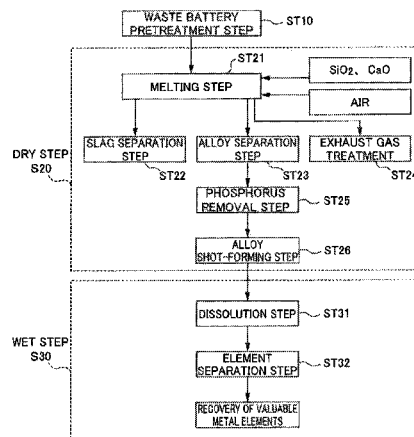 WASTE BATTERY
PRETREATMENT STEP
ST10
ST21
MELTING STEP
SiO₂、CaO
AIR
SLAG SEPARATION
STEP
ST22
ALLOY SEPARATION
STEP
ST23
EXHAUST GAS
TREATMENT
ST24
DRY STEP
S20
PHOSPHORUS
REMOVAL STEP
ST25
ALLOY
SHOT-FORMING STEP
ST26
DISSOLUTION STEP
ST31
WET STEP
S30
ELEMENT
SEPARATION STEP
ST32
RECOVERY OF VALUABLE
METAL ELEMENTS